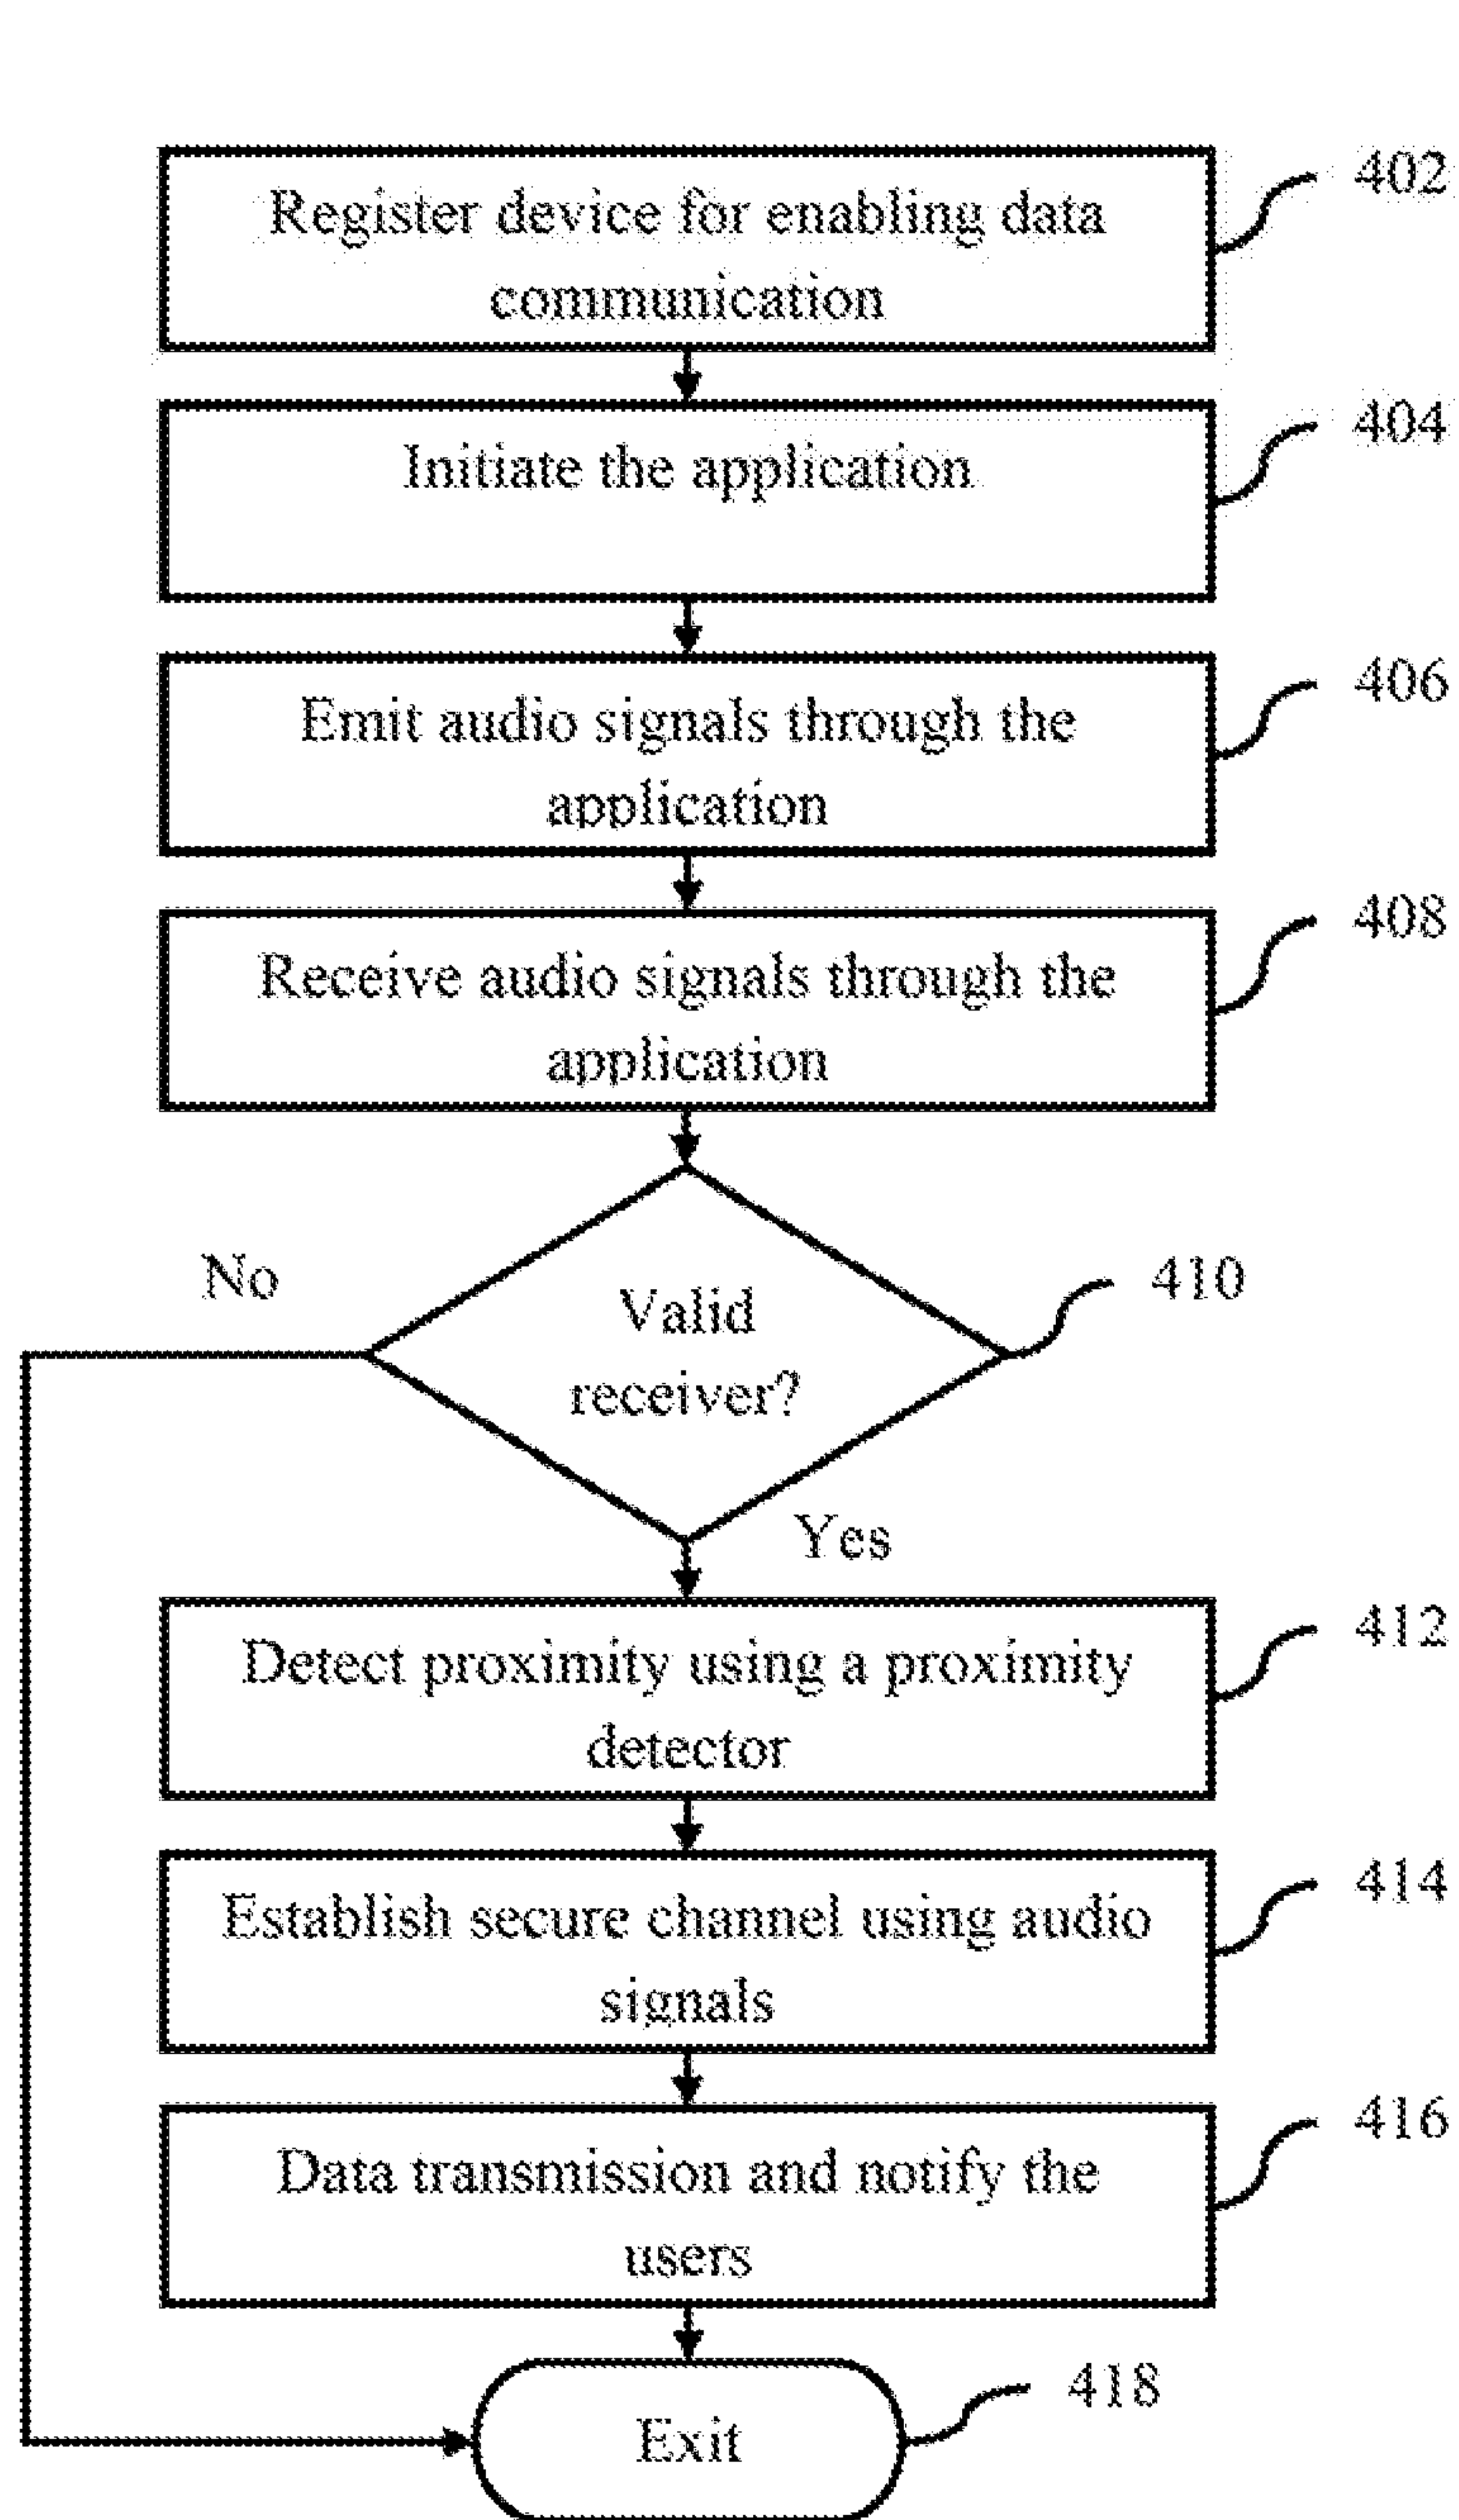 Register device for enabling data
communication
402
Initiate the application
404
Emit audio signals through the
application
406
Receive audio signals through the
application
408
No
Valid
receiver?
410
Yes
Detect proximity using a proximity
detector
412
Establish secure channel using audio
signals
414
Data transmission and notify the
users
416
Exit
418